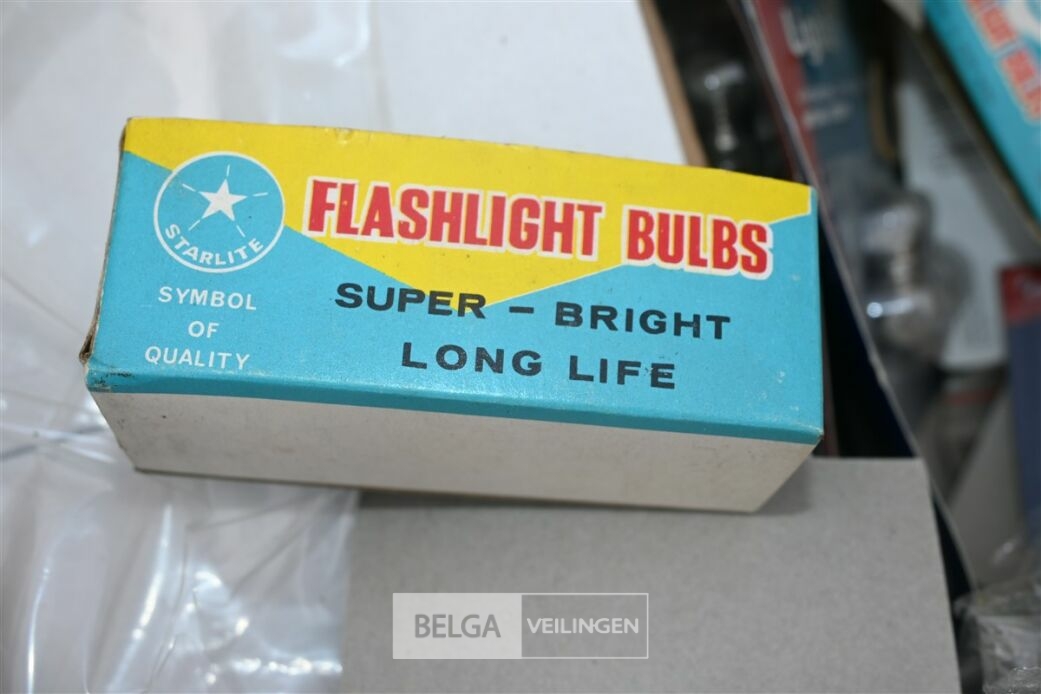 STARLITE
SYMBOL
OF
QUALITY
FLASHLIGHT BULBS
SUPER – BRIGHT
LONG LIFE
BELGA VEILINGEN